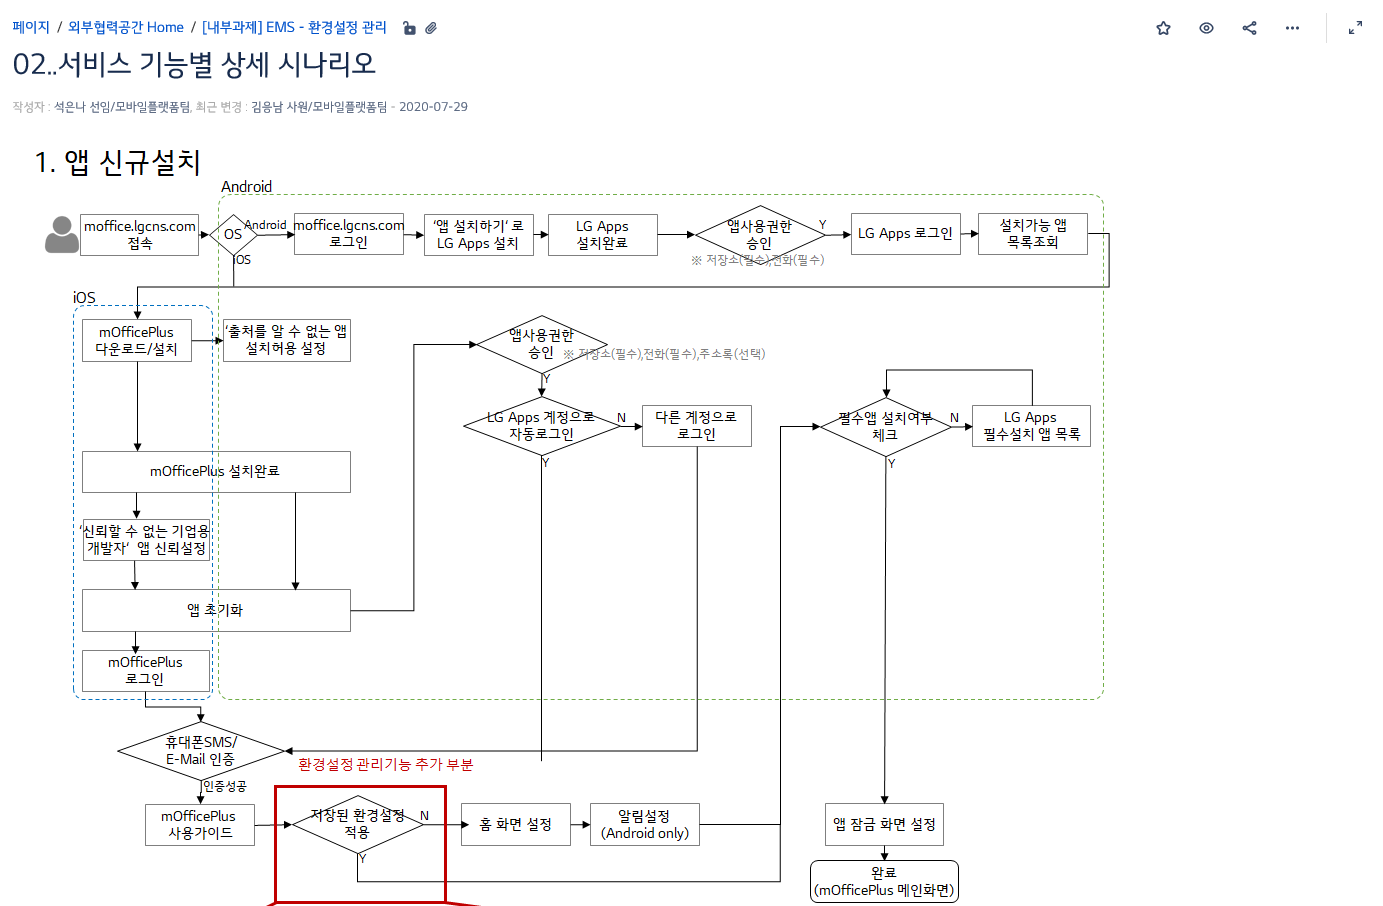 페이지 / 외부협력공간 Home / [내부과제] EMS - 환경설정 관리
02..서비스 기능별 상세 시나리오
작성자 : 석은나 선임/모바일플랫폼팀, 최근 변경 : 김응남 사원/모바일플랫폼팀 - 2020-07-29
1. 앱 신규설치
Android
moffice.lgcns.com
접속
OS
Android
iOS
moffice.lgcns.com
로그인
‘앱 설치하기’ 로
LG Apps 설치
LG Apps
설치완료
앱사용권한
승인
※ 저장소(필수),전화(필수)
Y
LG Apps 로그인
설치가능 앱
목록조회
iOS
mOfficePlus
다운로드/설치
‘출처를 알 수 없는 앱
설치허용 설정
앱사용권한
승인
※ 저장소(필수),전화(필수),주소록(선택)
Y
LG Apps 계정으로
자동로그인
N
Y
다른 계정으로
로그인
필수앱 설치여부
체크
N
Y
LG Apps
필수설치 앱 목록
mOfficePlus 설치완료
‘신뢰할 수 없는 기업용
개발자’ 앱 신뢰설정
앱 초기화
mOfficePlus
로그인
휴대폰SMS/
E-Mail 인증
인증성공
환경설정 관리기능 추가 부분
mOfficePlus
사용가이드
저장된 환경설정
적용
N
Y
홈 화면 설정
알림설정
(Android only)
앱 잠금 화면 설정
완료
(mOfficePlus 메인화면)